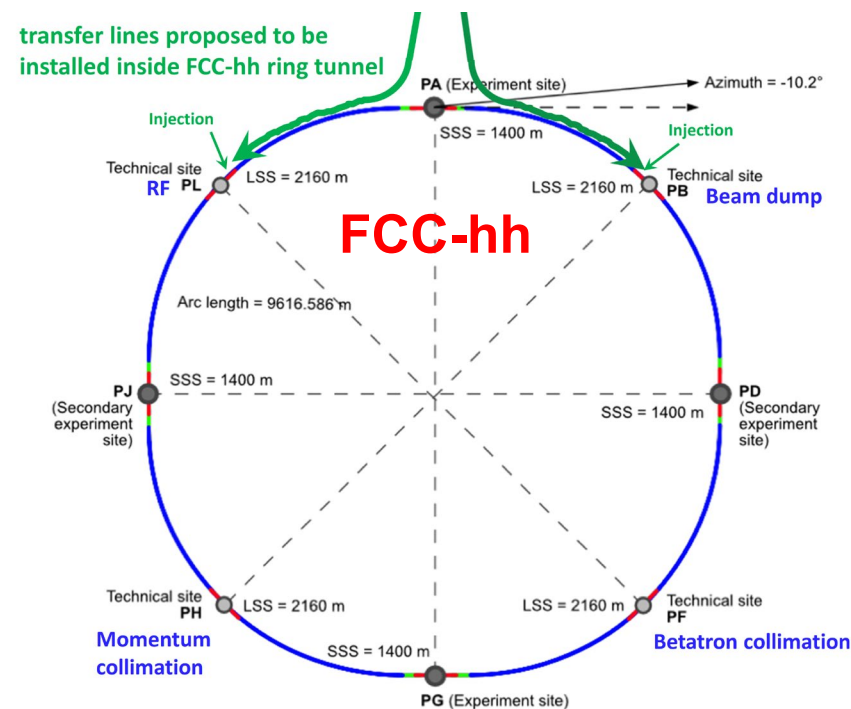 transfer lines proposed to be
installed inside FCC-hh ring tunnel
PA (Experiment site)
Azimuth = -10.2°
SSS = 1400 m
Injection
Injection
Technical site
PL
RF
LSS = 2160 m
LSS = 2160 m
Technical site
PB
Beam dump
FCC-hh
Arc length = 9616.586 m
PJ
(Secondary
experiment
site)
SSS = 1400 m
SSS = 1400 m
PD
(Secondary
experiment
site)
Technical site
PH
LSS = 2160 m
Momentum
collimation
LSS = 2160 m
Technical site
PF
Betatron collimation
SSS = 1400 m
PG (Experiment site)